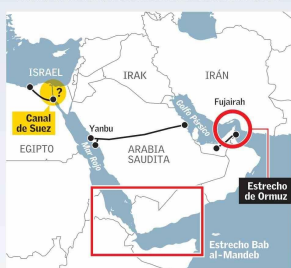 ISRAEL
IRAK
IRÁN
?
Canal
de Suez
Golfo Pérsico
Fujairah
Yanbu
EGIPTO
Mar Rojo
ARABIA
SAUDITA
Estrecho
de Ormuz
Estrecho Bab
al-Mandeb